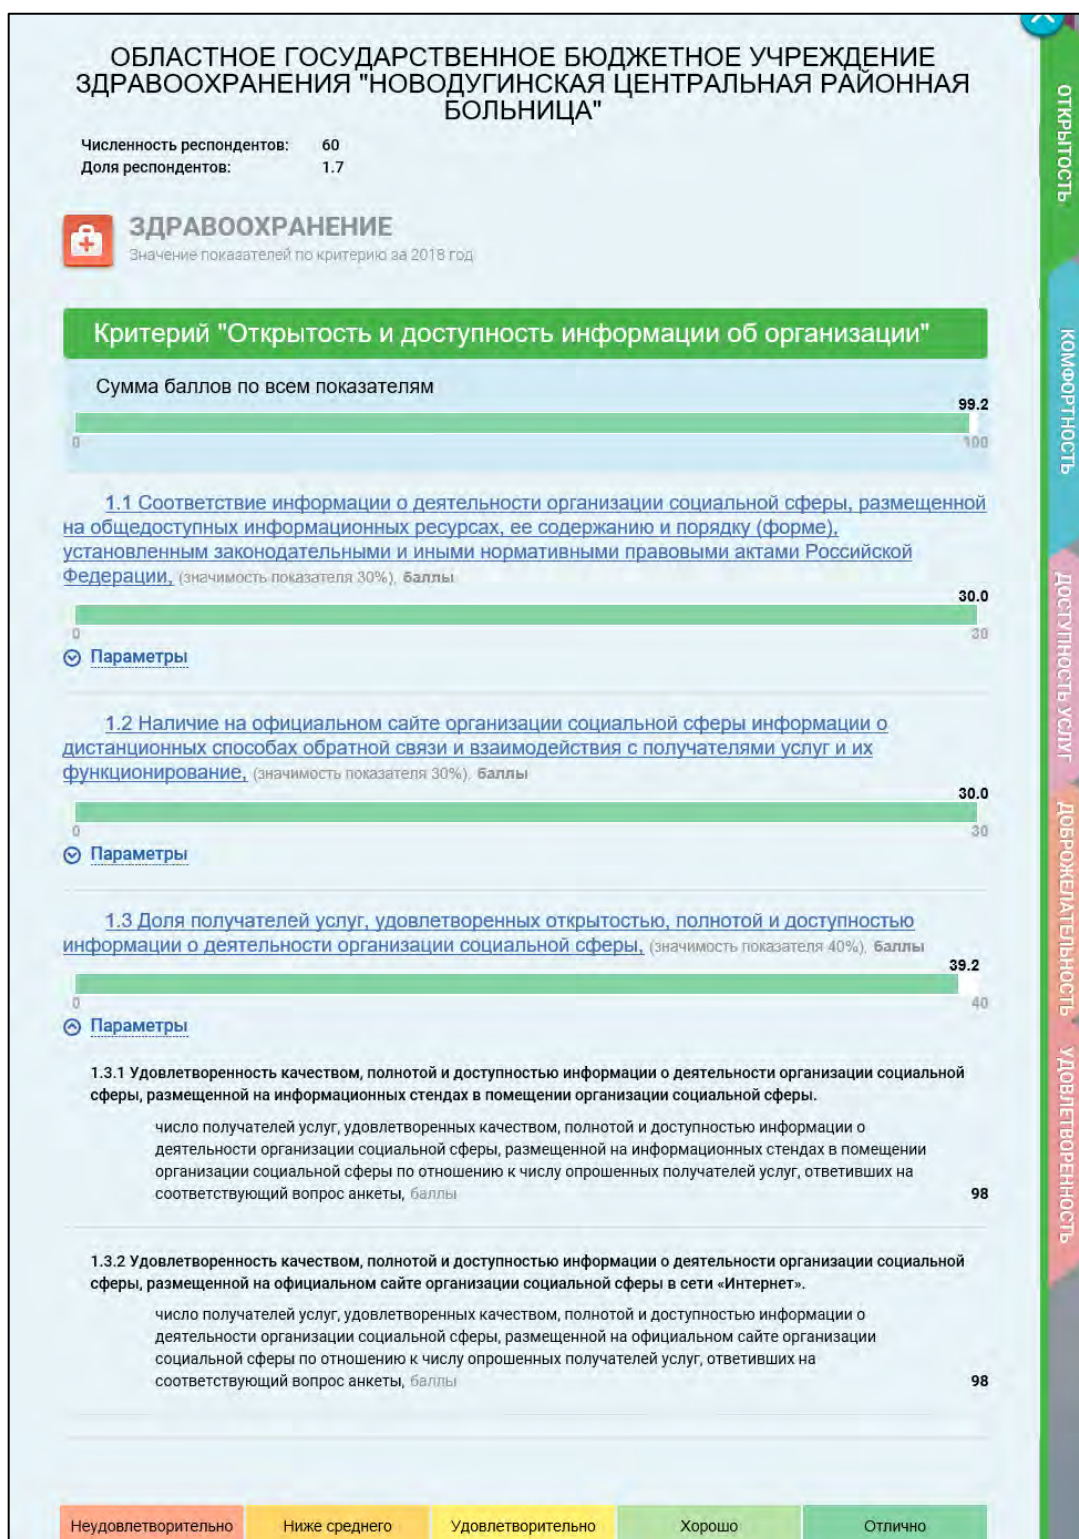 ОБЛАСТНОЕ ГОСУДАРСТВЕННОЕ БЮДЖЕТНОЕ УЧРЕЖДЕНИЕ
ЗДРАВООХРАНЕНИЯ "НОВОДУГИНСКАЯ ЦЕНТРАЛЬНАЯ РАЙОННАЯ
БОЛЬНИЦА"
Численность респондентов: 60
Доля респондентов: 1.7
ЗДРАВООХРАНЕНИЕ
Значение показателей по критерию за 2018 год
Критерий "Открытость и доступность информации об организации"
Сумма баллов по всем показателям
99.2
0 100
1.1 Соответствие информации о деятельности организации социальной сферы, размещенной
на общедоступных информационных ресурсах, ее содержанию и порядку (форме),
установленным законодательными и иными нормативными правовыми актами Российской
Федерации, (значимость показателя 30%), баллы
30.0
0 30
Параметры
1.2 Наличие на официальном сайте организации социальной сферы информации о
дистанционных способах обратной связи и взаимодействия с получателями услуг и их
функционирование, (значимость показателя 30%), баллы
30.0
0 30
Параметры
1.3 Доля получателей услуг, удовлетворенных открытостью, полнотой и доступностью
информации о деятельности организации социальной сферы, (значимость показателя 40%), баллы
39.2
0 40
Параметры
1.3.1 Удовлетворенность качеством, полнотой и доступностью информации о деятельности организации социальной
сферы, размещенной на информационных стендах в помещении организации социальной сферы.
число получателей услуг, удовлетворенных качеством, полнотой и доступностью информации о
деятельности организации социальной сферы, размещенной на информационных стендах в помещении
организации социальной сферы по отношению к числу опрошенных получателей услуг, ответивших на
соответствующий вопрос анкеты, баллы 98
1.3.2 Удовлетворенность качеством, полнотой и доступностью информации о деятельности организации социальной
сферы, размещенной на официальном сайте организации социальной сферы в сети «Интернет».
число получателей услуг, удовлетворенных качеством, полнотой и доступностью информации о
деятельности организации социальной сферы, размещенной на официальном сайте организации
социальной сферы по отношению к числу опрошенных получателей услуг, ответивших на
соответствующий вопрос анкеты, баллы 98
Неудовлетворительно Ниже среднего Удовлетворительно Хорошо Отлично
ОТКРЫТОСТЬ
КОМФОРТНОСТЬ
ДОСТУПНОСТЬ УСЛУГ
ДОБРОЖЕЛАТЕЛЬНОСТЬ
УДОВЛЕТВОРЕННОСТЬ